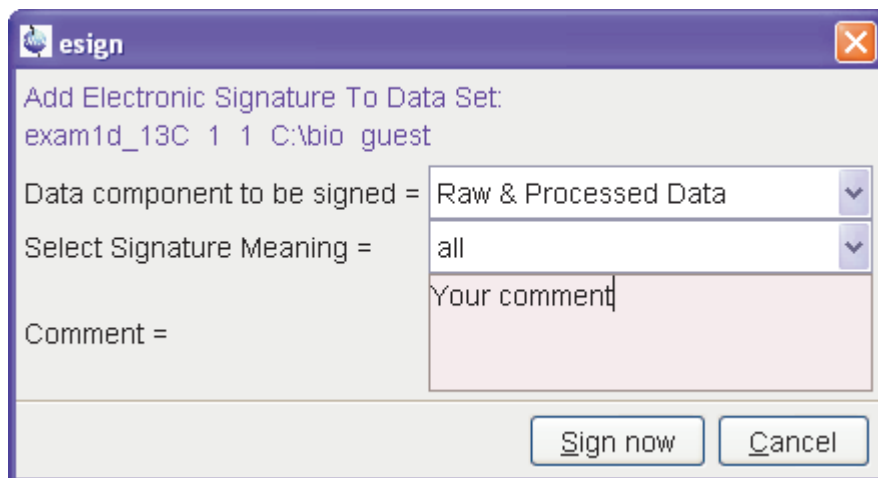 esign
Add Electronic Signature To Data Set:
exam1d_13C 1 1 C:\bio guest
Data component to be signed = Raw & Processed Data
Select Signature Meaning = all
Your comment
Comment =
Sign now Cancel